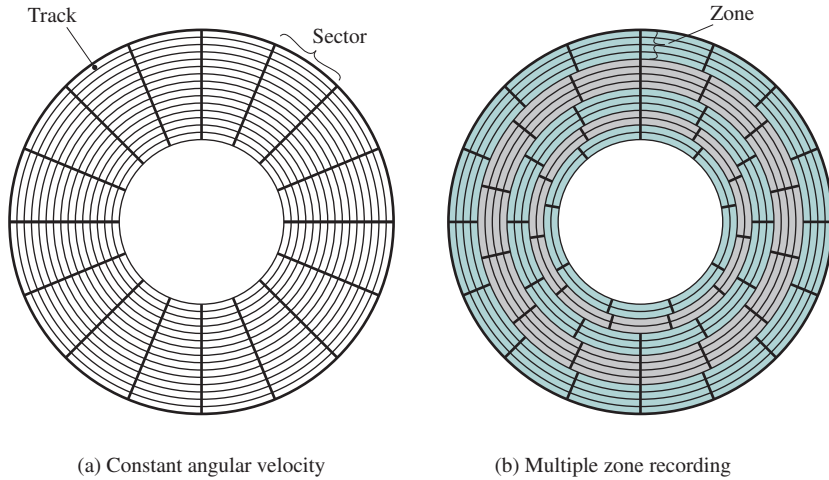 Track
Sector
Zone
(a) Constant angular velocity
(b) Multiple zone recording